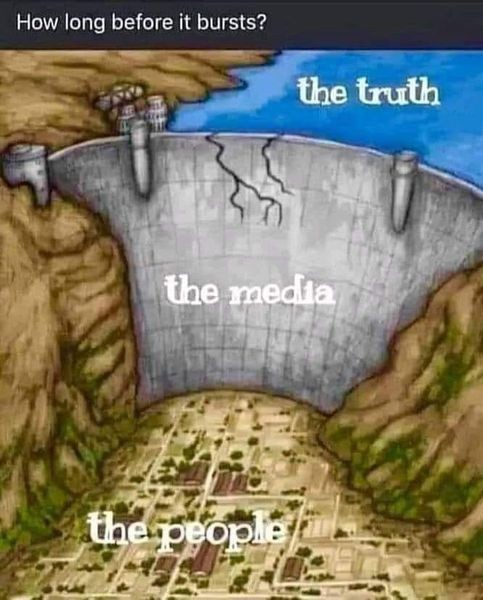 How long before it bursts?
the truth
the media
the people